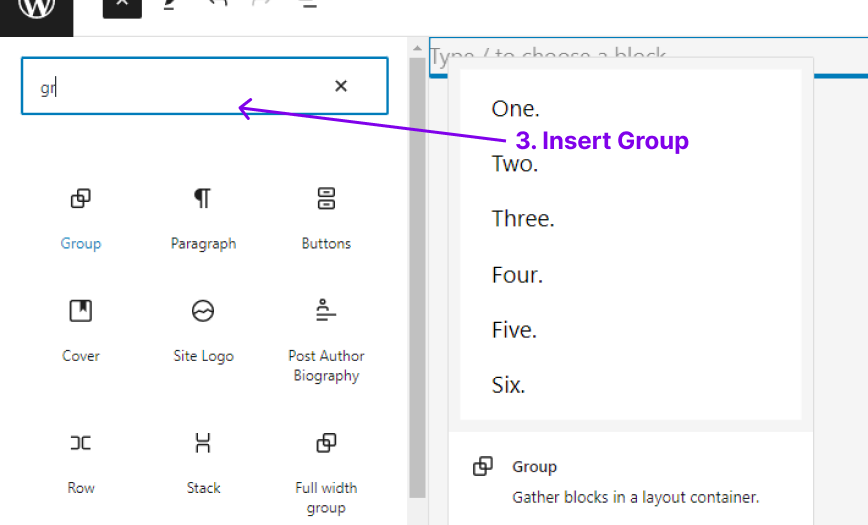 Type / to choose a block
gr
3. Insert Group
Group
Paragraph
Buttons
Cover
Site Logo
Post Author
Biography
Row
Stack
Full width
group
One.
Two.
Three.
Four.
Five.
Six.
Group
Gather blocks in a layout container.